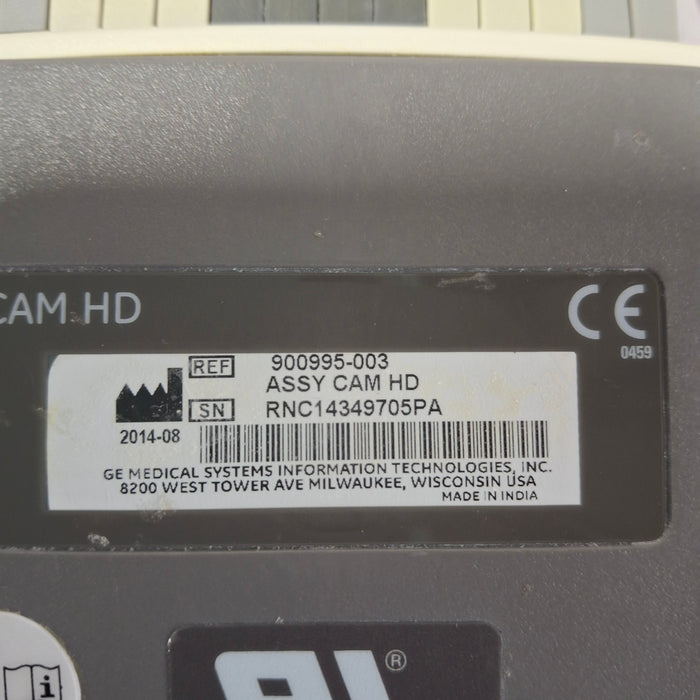 CAM HD
CE
0459
REF 900995-003
ASSY CAM HD
SN RNC14349705PA
2014-08
GE MEDICAL SYSTEMS INFORMATION TECHNOLOGIES, INC.
8200 WEST TOWER AVE MILWAUKEE, WISCONSIN USA
MADE IN INDIA
i
®